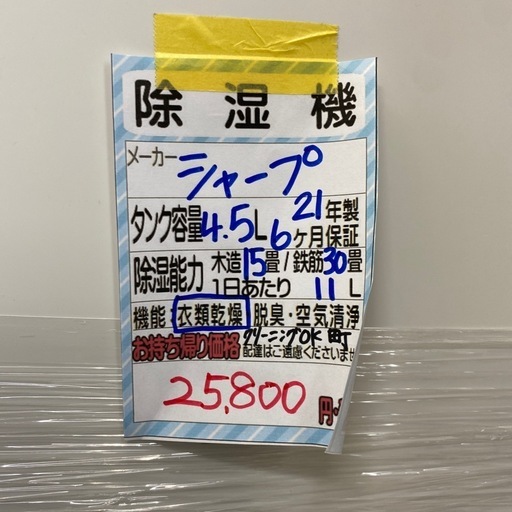 除湿機
メーカー シャープ
21年製
タンク容量 4.5L 6ヶ月保証
除湿能力 木造15畳/鉄筋30畳
1日あたり 11L
機能：衣類乾燥 脱臭・空気清浄
クリーニングOK
お持ち帰り価格 配達はご遠慮くださいませ
25,800円